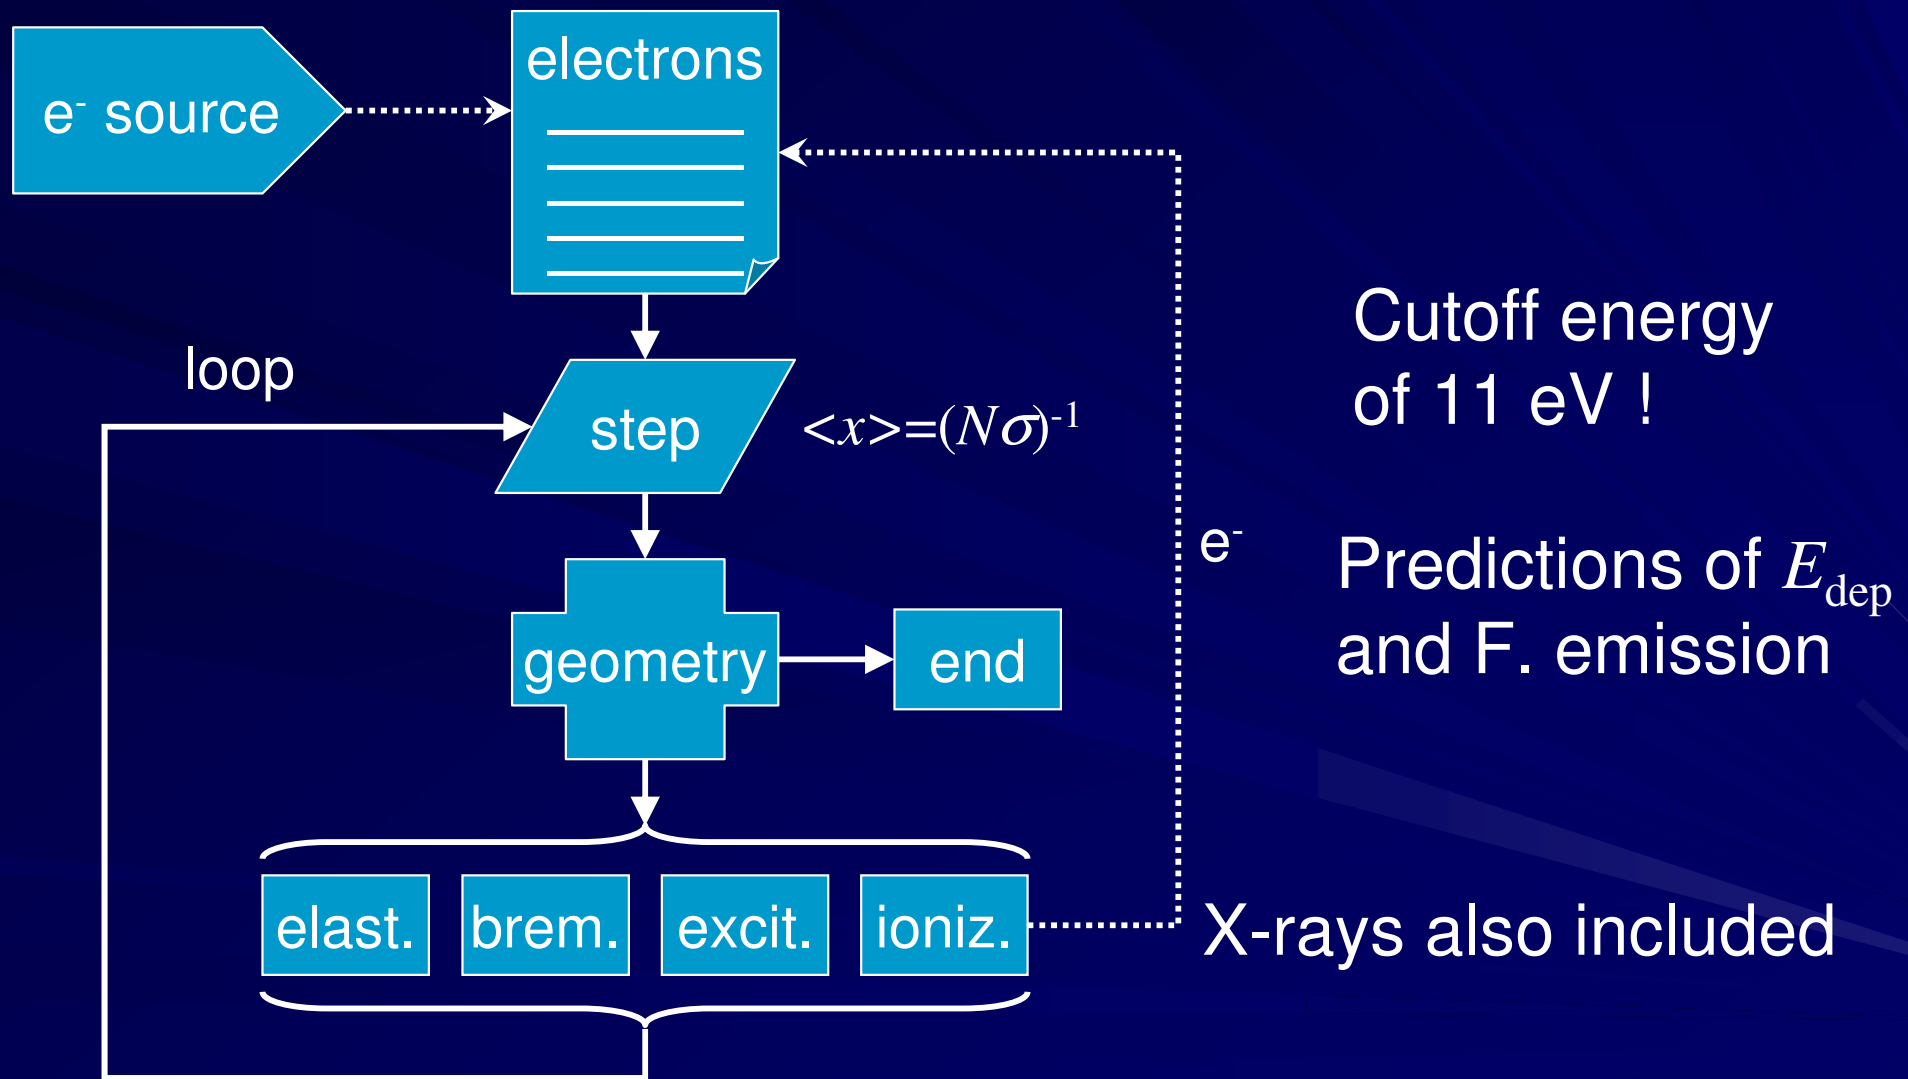 electrons
e⁻ source
loop
step
<x>=(Nσ)⁻¹
Cutoff energy
of 11 eV !
e⁻
Predictions of E_dep
and F. emission
geometry
end
elast.
brem.
excit.
ioniz.
X-rays also included